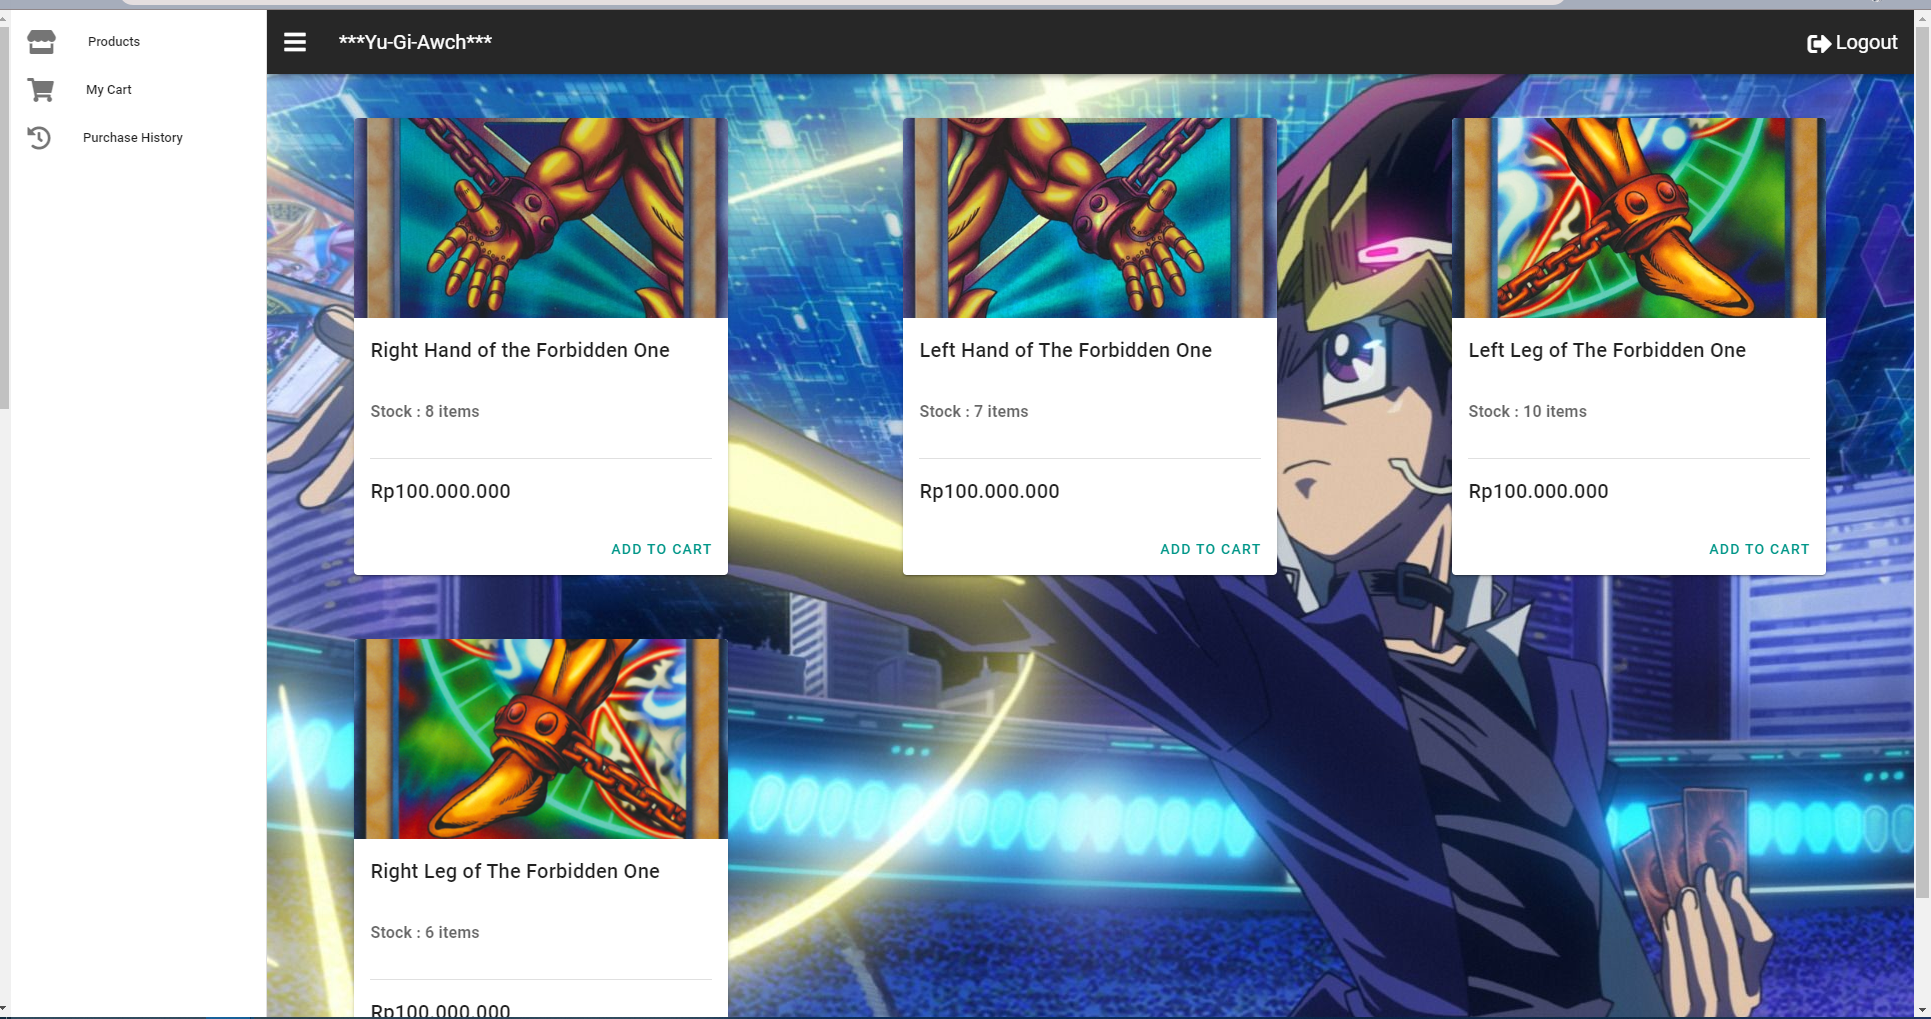 Products
My Cart
Purchase History
***Yu-Gi-Awch***
Logout
Right Hand of the Forbidden One
Stock : 8 items
Rp100.000.000
ADD TO CART
Left Hand of The Forbidden One
Stock : 7 items
Rp100.000.000
ADD TO CART
Left Leg of The Forbidden One
Stock : 10 items
Rp100.000.000
ADD TO CART
Right Leg of The Forbidden One
Stock : 6 items
Rp100.000.000